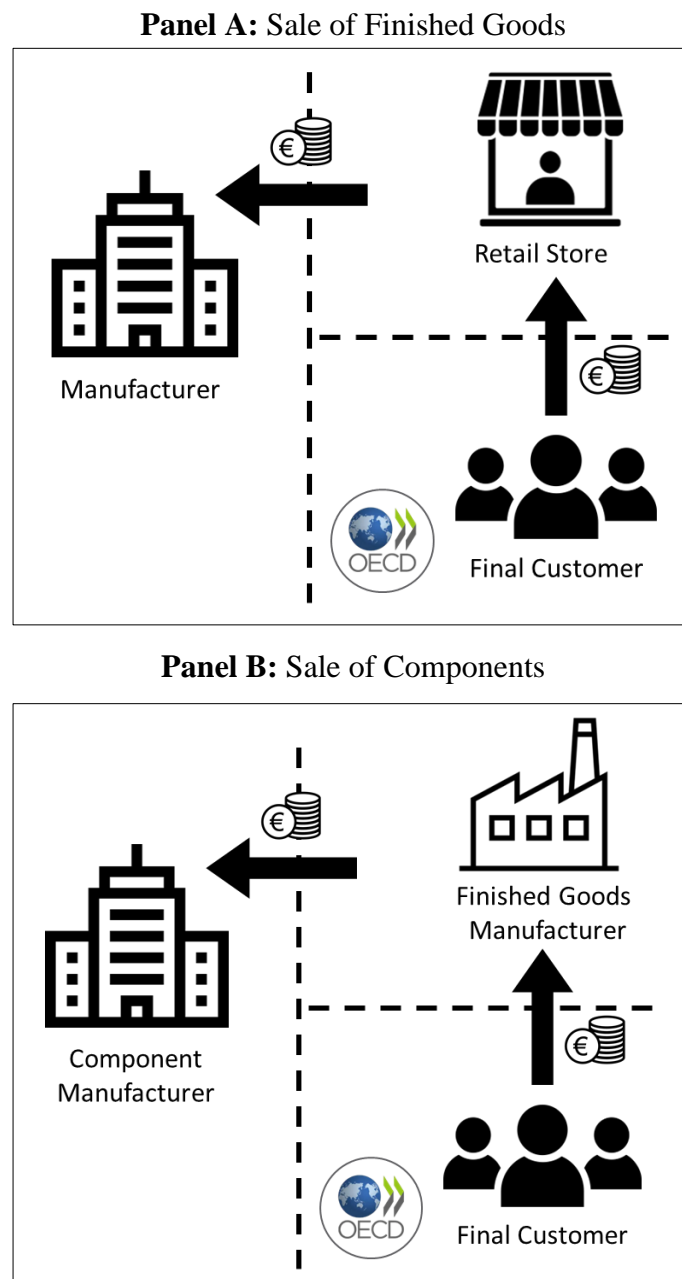 Panel A: Sale of Finished Goods
€
Retail Store
Manufacturer
€
OECD
Final Customer
Panel B: Sale of Components
€
Finished Goods
Manufacturer
Component
Manufacturer
€
OECD
Final Customer